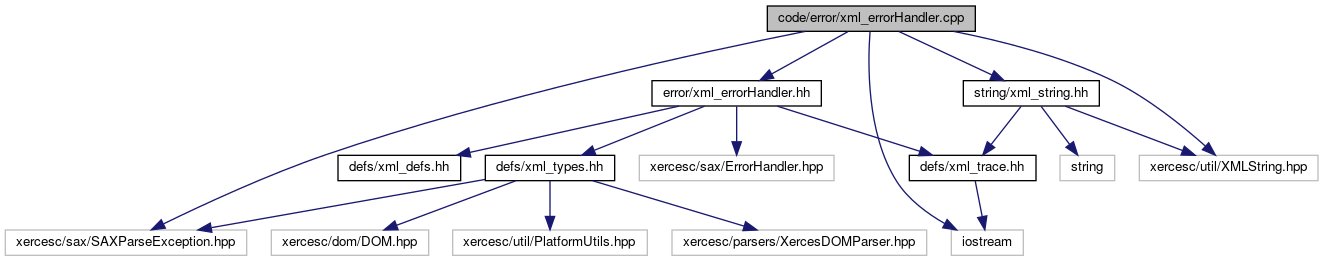 code/error/xml_errorHandler.cpp
error/xml_errorHandler.hh
string/xml_string.hh
defs/xml_defs.hh
defs/xml_types.hh
xercesc/sax/ErrorHandler.hpp
defs/xml_trace.hh
string
xercesc/util/XMLString.hpp
xercesc/sax/SAXParseException.hpp
xercesc/dom/DOM.hpp
xercesc/util/PlatformUtils.hpp
xercesc/parsers/XercesDOMParser.hpp
iostream